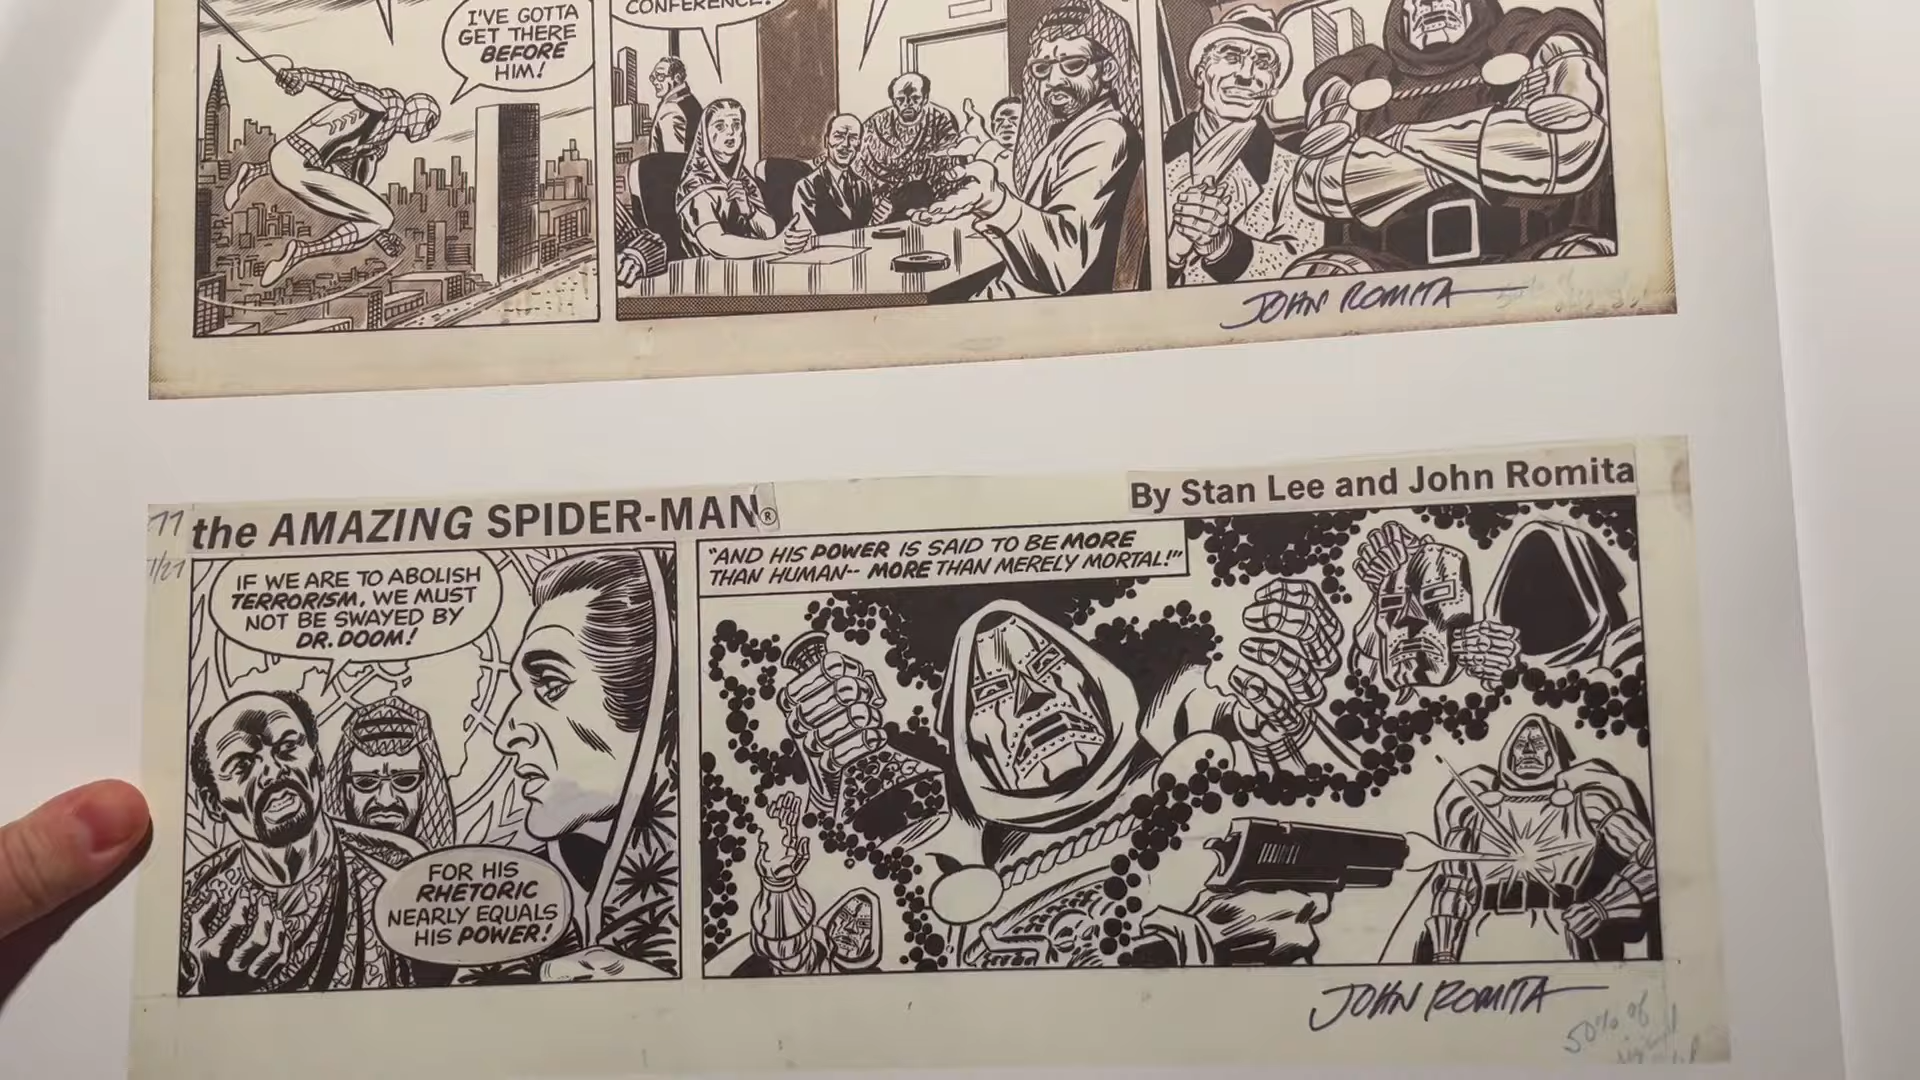 I'VE GOTTA
GET THERE
BEFORE
HIM!
CONFERENCE!
JOHN ROMITA
the AMAZING SPIDER-MAN®
By Stan Lee and John Romita
IF WE ARE TO ABOLISH
TERRORISM, WE MUST
NOT BE SWAYED BY
DR. DOOM!
FOR HIS
RHETORIC
NEARLY EQUALS
HIS POWER!
"AND HIS POWER IS SAID TO BE MORE
THAN HUMAN-- MORE THAN MERELY MORTAL!"
JOHN ROMITA
50% of